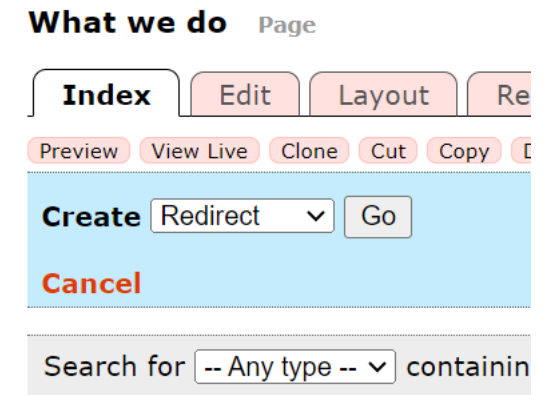 What we do Page
Index Edit Layout Re
Preview View Live Clone Cut Copy
Create Redirect Go
Cancel
Search for -- Any type -- containin